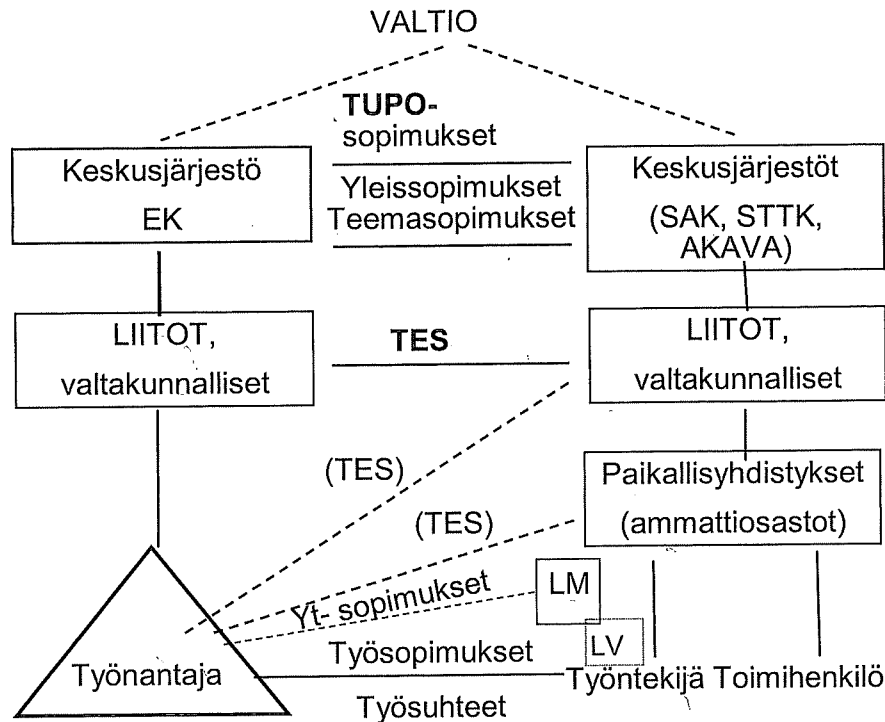 VALTIO
TUPO-
sopimukset
Keskusjärjestö
EK
Yleissopimukset
Teemasopimukset
Keskusjärjestöt
(SAK, STTK,
AKAVA)
LIITOT,
valtakunnalliset
TES
LIITOT,
valtakunnalliset
(TES)
Paikallisyhdistykset
(ammattiosastot)
(TES)
Yt- sopimukset
LM
LV
Työnantaja
Työsopimukset
Työsuhteet
Työntekijä Toimihenkilö